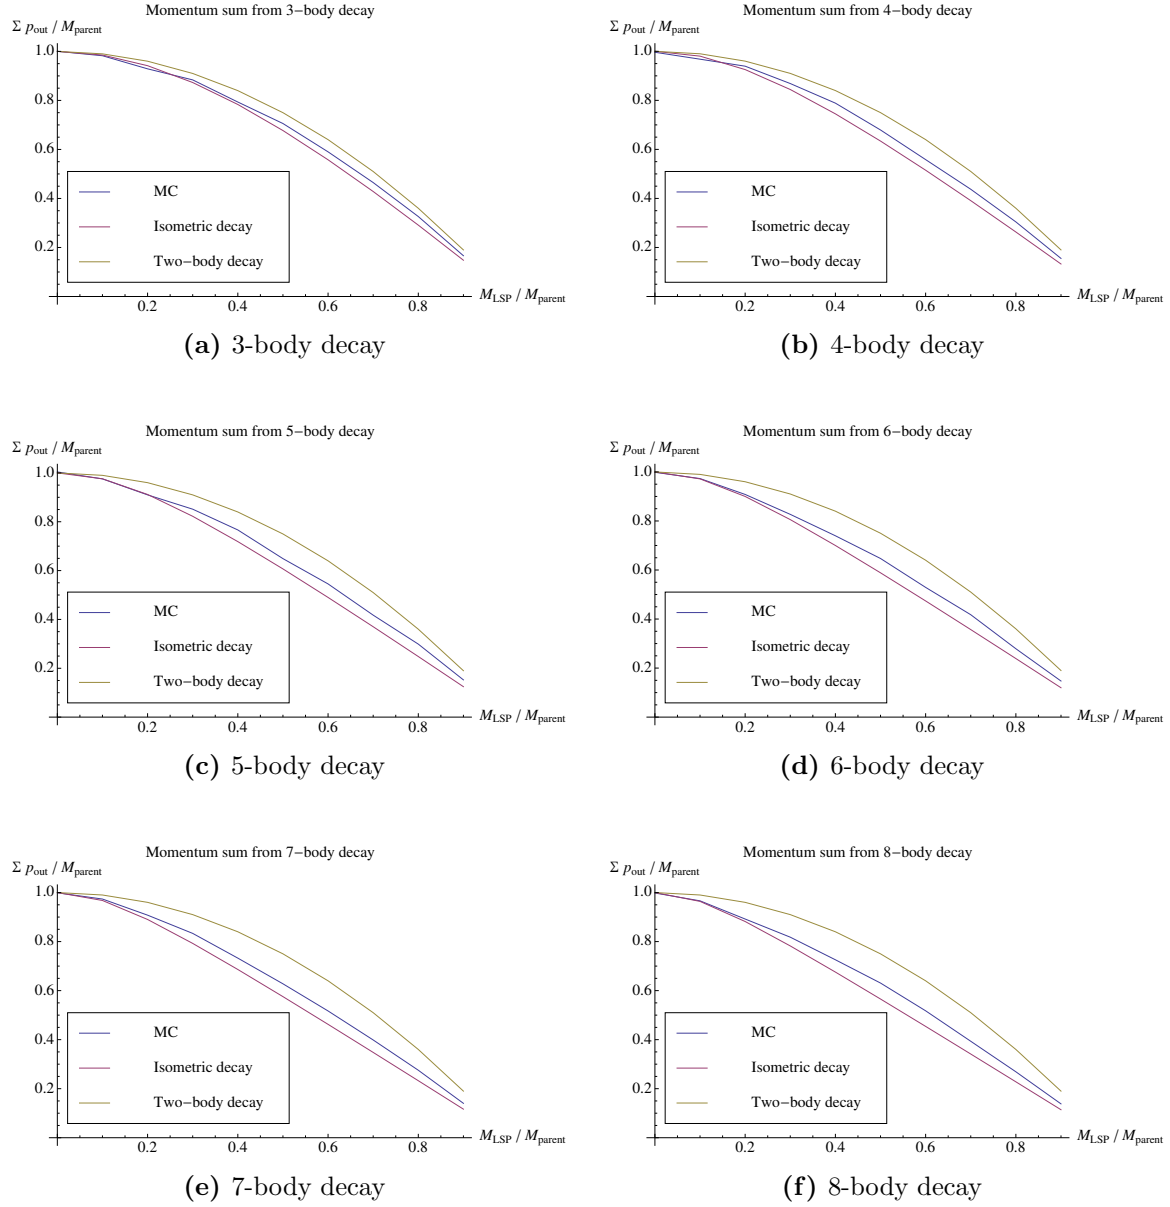 Momentum sum from 3−body decay
Σ p_out / M_parent
1.0
0.8
0.6
0.4
0.2
MC
Isometric decay
Two−body decay
0.2 0.4 0.6 0.8
M_LSP / M_parent
(a) 3-body decay
Momentum sum from 4−body decay
Σ p_out / M_parent
1.0
0.8
0.6
0.4
0.2
MC
Isometric decay
Two−body decay
0.2 0.4 0.6 0.8
M_LSP / M_parent
(b) 4-body decay
Momentum sum from 5−body decay
Σ p_out / M_parent
1.0
0.8
0.6
0.4
0.2
MC
Isometric decay
Two−body decay
0.2 0.4 0.6 0.8
M_LSP / M_parent
(c) 5-body decay
Momentum sum from 6−body decay
Σ p_out / M_parent
1.0
0.8
0.6
0.4
0.2
MC
Isometric decay
Two−body decay
0.2 0.4 0.6 0.8
M_LSP / M_parent
(d) 6-body decay
Momentum sum from 7−body decay
Σ p_out / M_parent
1.0
0.8
0.6
0.4
0.2
MC
Isometric decay
Two−body decay
0.2 0.4 0.6 0.8
M_LSP / M_parent
(e) 7-body decay
Momentum sum from 8−body decay
Σ p_out / M_parent
1.0
0.8
0.6
0.4
0.2
MC
Isometric decay
Two−body decay
0.2 0.4 0.6 0.8
M_LSP / M_parent
(f) 8-body decay